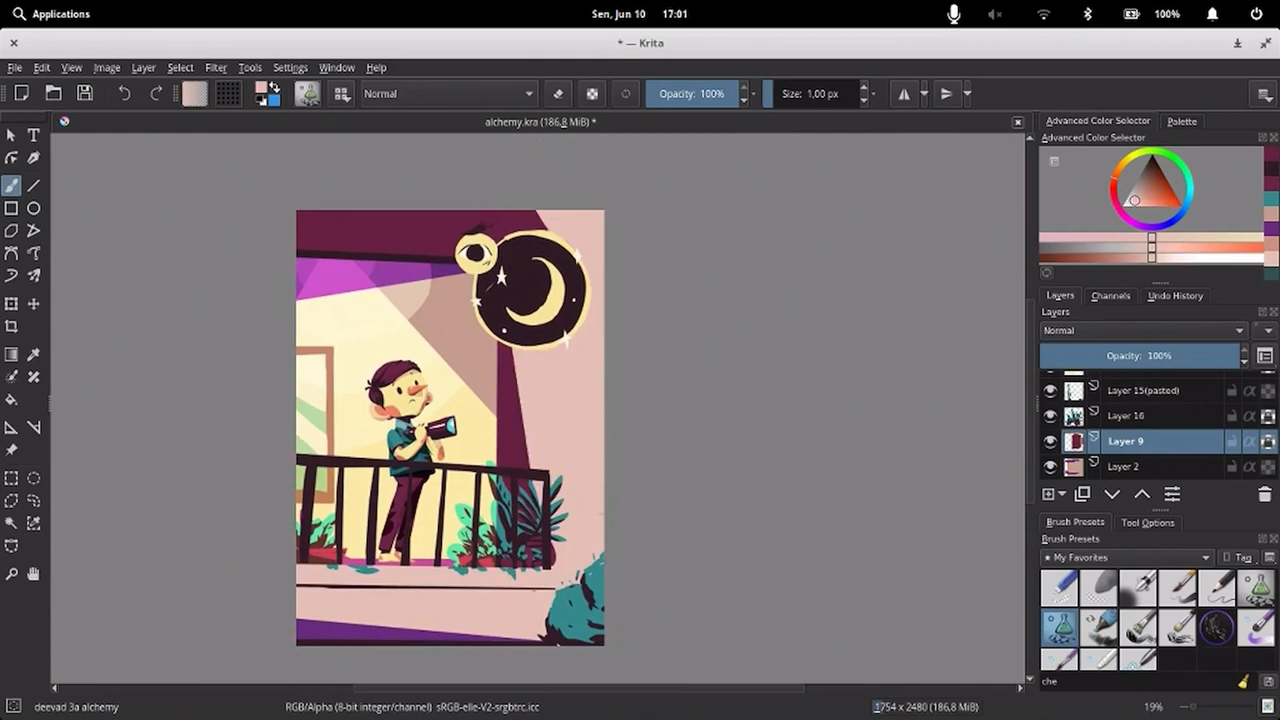 Applications
Sen, Jun 10 17:01
100%
* — Krita
File Edit View Image Layer Select Filter Tools Settings Window Help
Normal
Opacity: 100%
Size: 1,00 px
alchemy.kra (186,8 MiB) *
Advanced Color Selector Palette
Advanced Color Selector
Layers Channels Undo History
Layers
Normal
Opacity: 100%
Layer 15(pasted)
Layer 16
Layer 9
Layer 2
Brush Presets Tool Options
Brush Presets
★ My Favorites
Tag
che
deevad 3a alchemy
RGB/Alpha (8-bit integer/channel) sRGB-elle-V2-srgbtrc.icc
1754 x 2480 (186,8 MiB)
19%